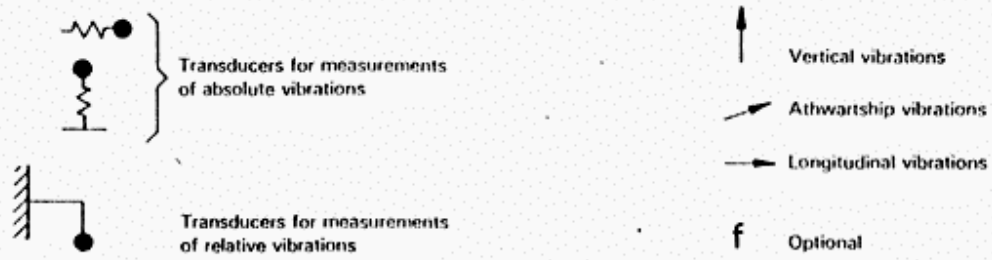 Transducers for measurements
of absolute vibrations
Transducers for measurements
of relative vibrations
Vertical vibrations
Athwartship vibrations
Longitudinal vibrations
f Optional